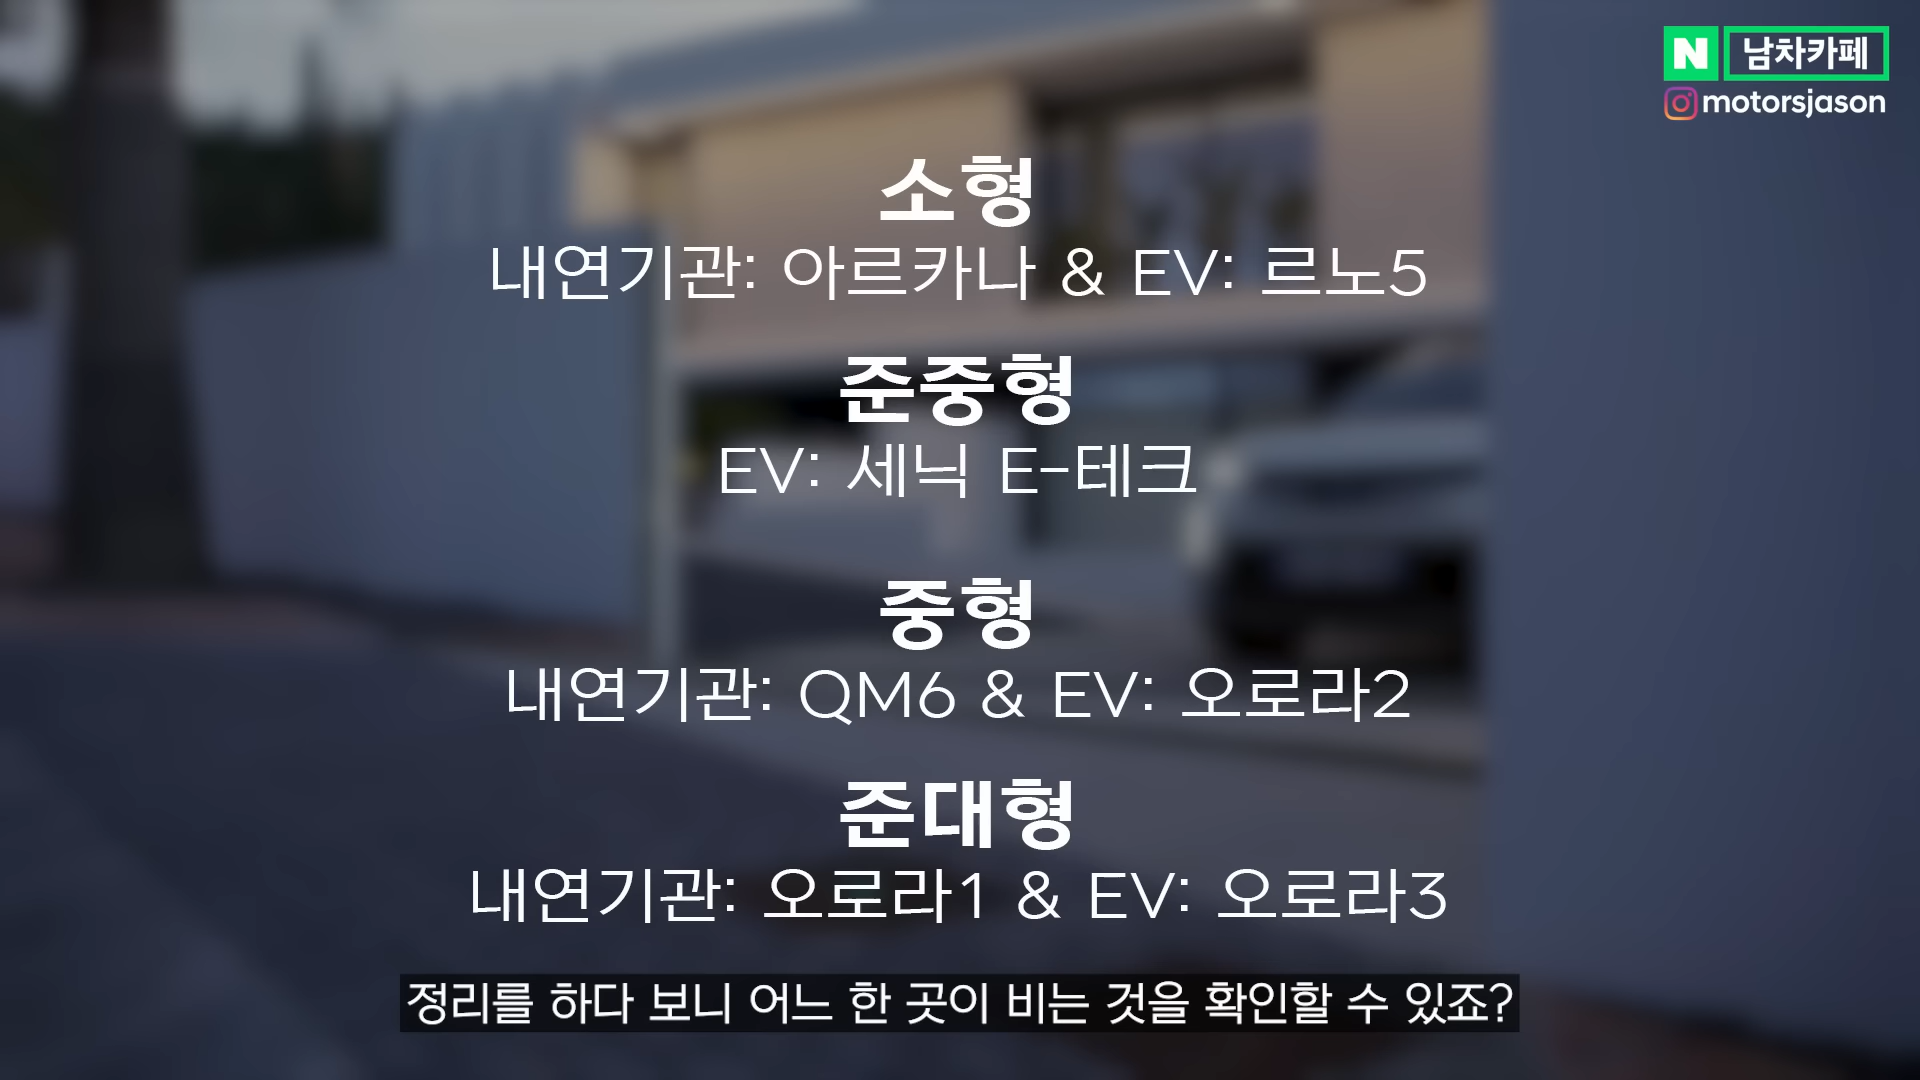 N 남차카페
motorsjason
소형
내연기관: 아르카나 & EV: 르노5
준중형
EV: 세닉 E-테크
중형
내연기관: QM6 & EV: 오로라2
준대형
내연기관: 오로라1 & EV: 오로라3
정리를 하다 보니 어느 한 곳이 비는 것을 확인할 수 있죠?